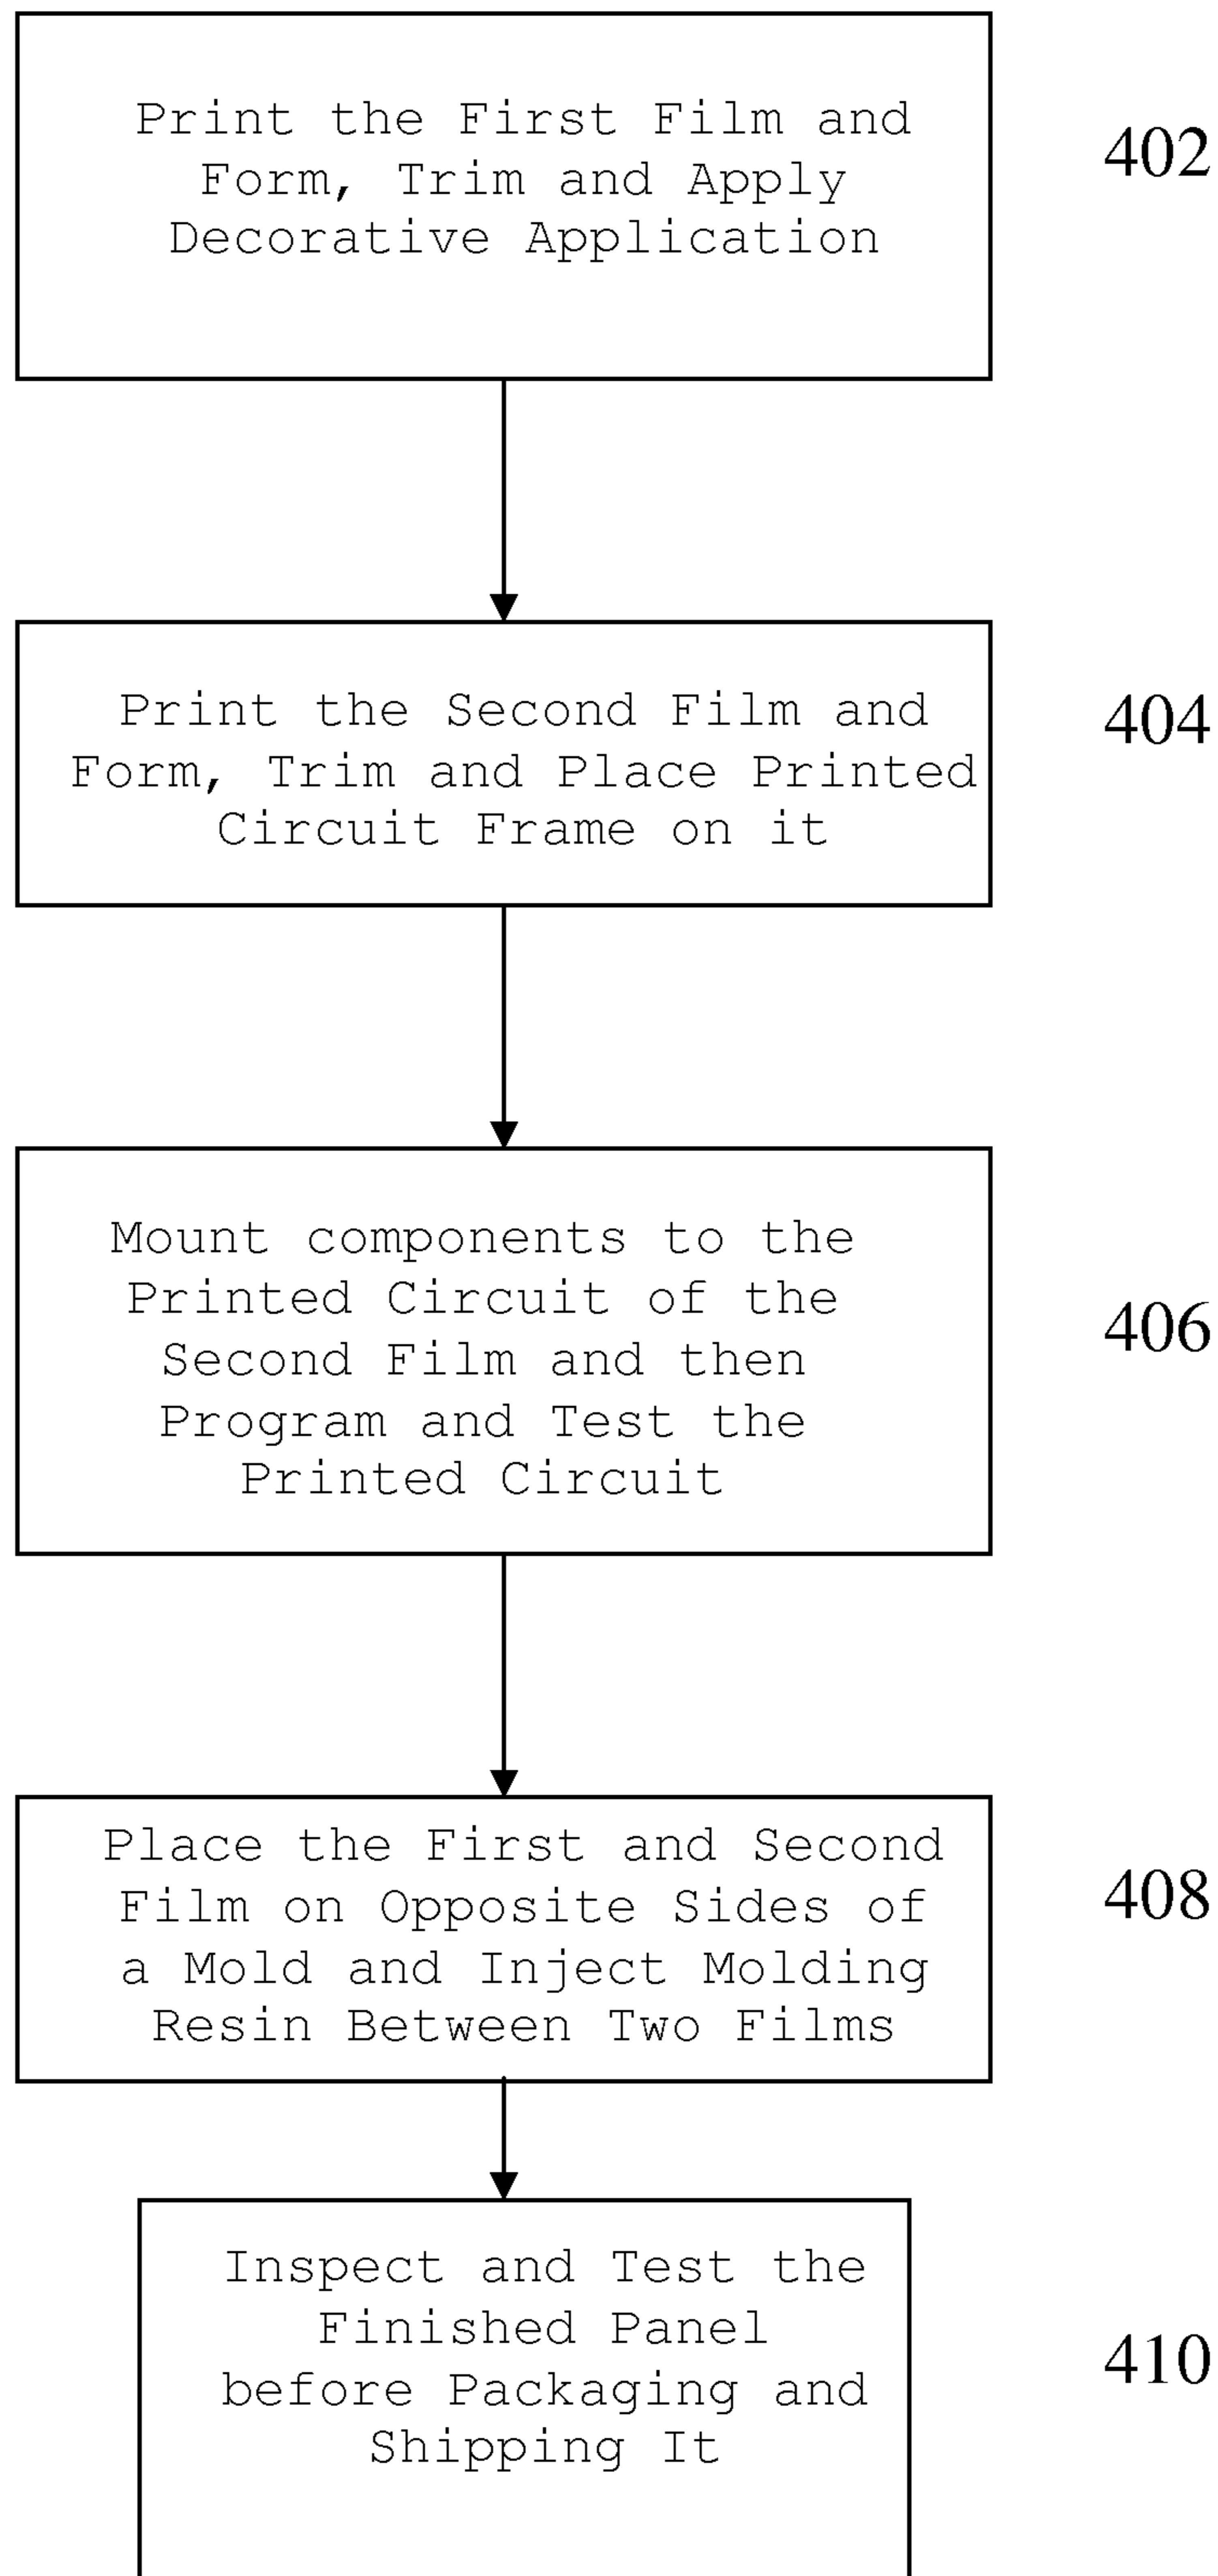 Print the First Film and
Form, Trim and Apply
Decorative Application
402
Print the Second Film and
Form, Trim and Place Printed
Circuit Frame on it
404
Mount components to the
Printed Circuit of the
Second Film and then
Program and Test the
Printed Circuit
406
Place the First and Second
Film on Opposite Sides of
a Mold and Inject Molding
Resin Between Two Films
408
Inspect and Test the
Finished Panel
before Packaging and
Shipping It
410